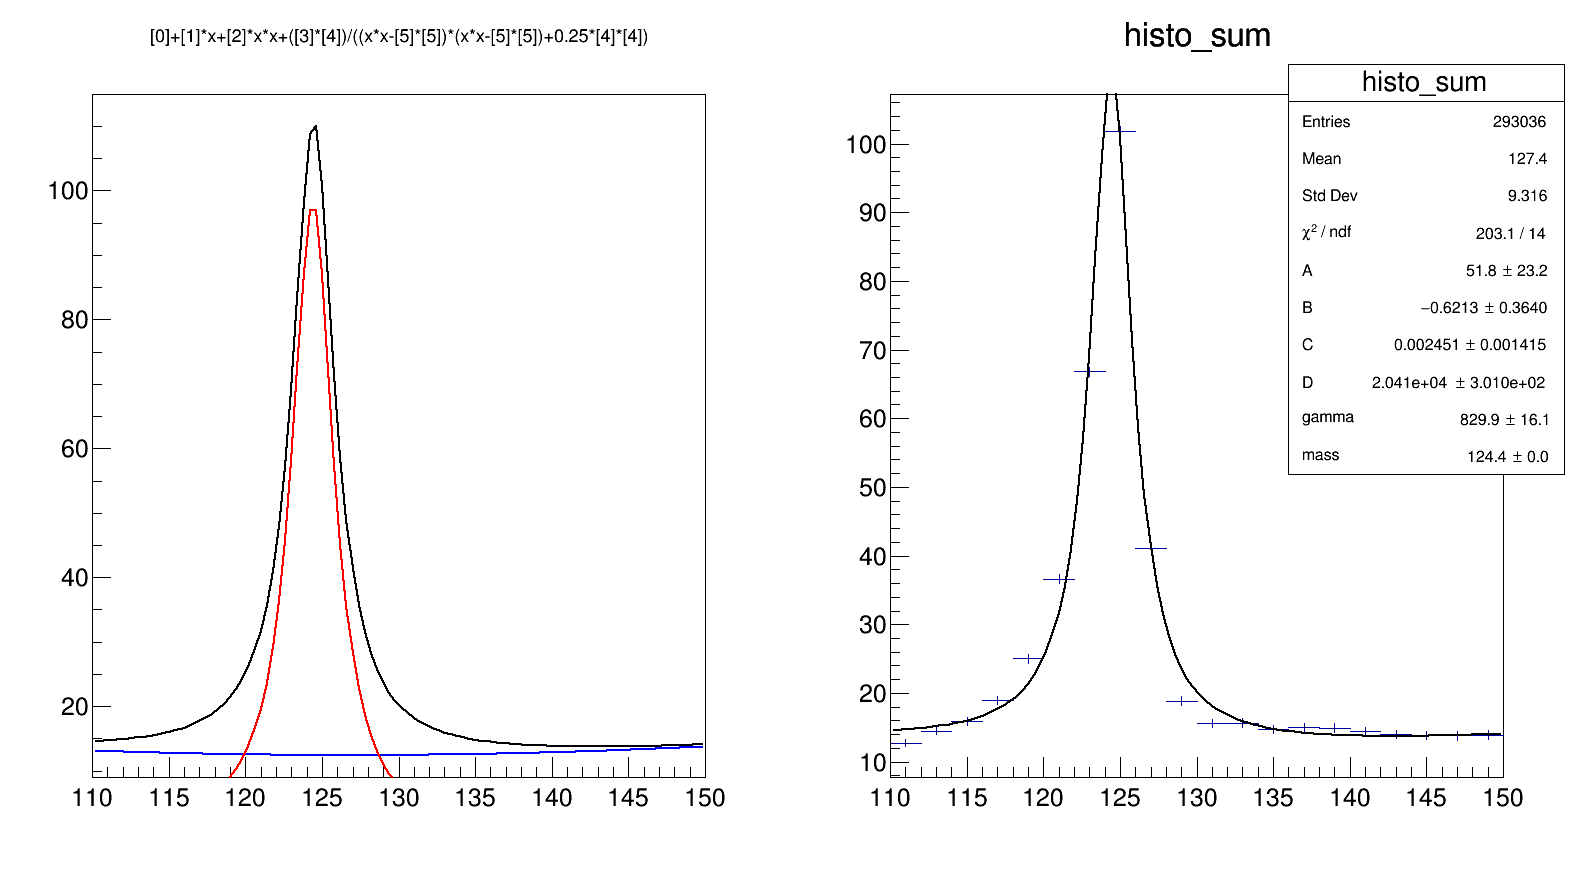 [0]+[1]*x+[2]*x*x+([3]*[4])/((x*x-[5]*[5])*(x*x-[5]*[5])+0.25*[4]*[4])
100
80
60
40
20
110 115 120 125 130 135 140 145 150
histo_sum
histo_sum
Entries 293036
Mean 127.4
Std Dev 9.316
χ² / ndf 203.1 / 14
A 51.8 ± 23.2
B −0.6213 ± 0.3640
C 0.002451 ± 0.001415
D 2.041e+04 ± 3.010e+02
gamma 829.9 ± 16.1
mass 124.4 ± 0.0
100
90
80
70
60
50
40
30
20
10
110 115 120 125 130 135 140 145 150